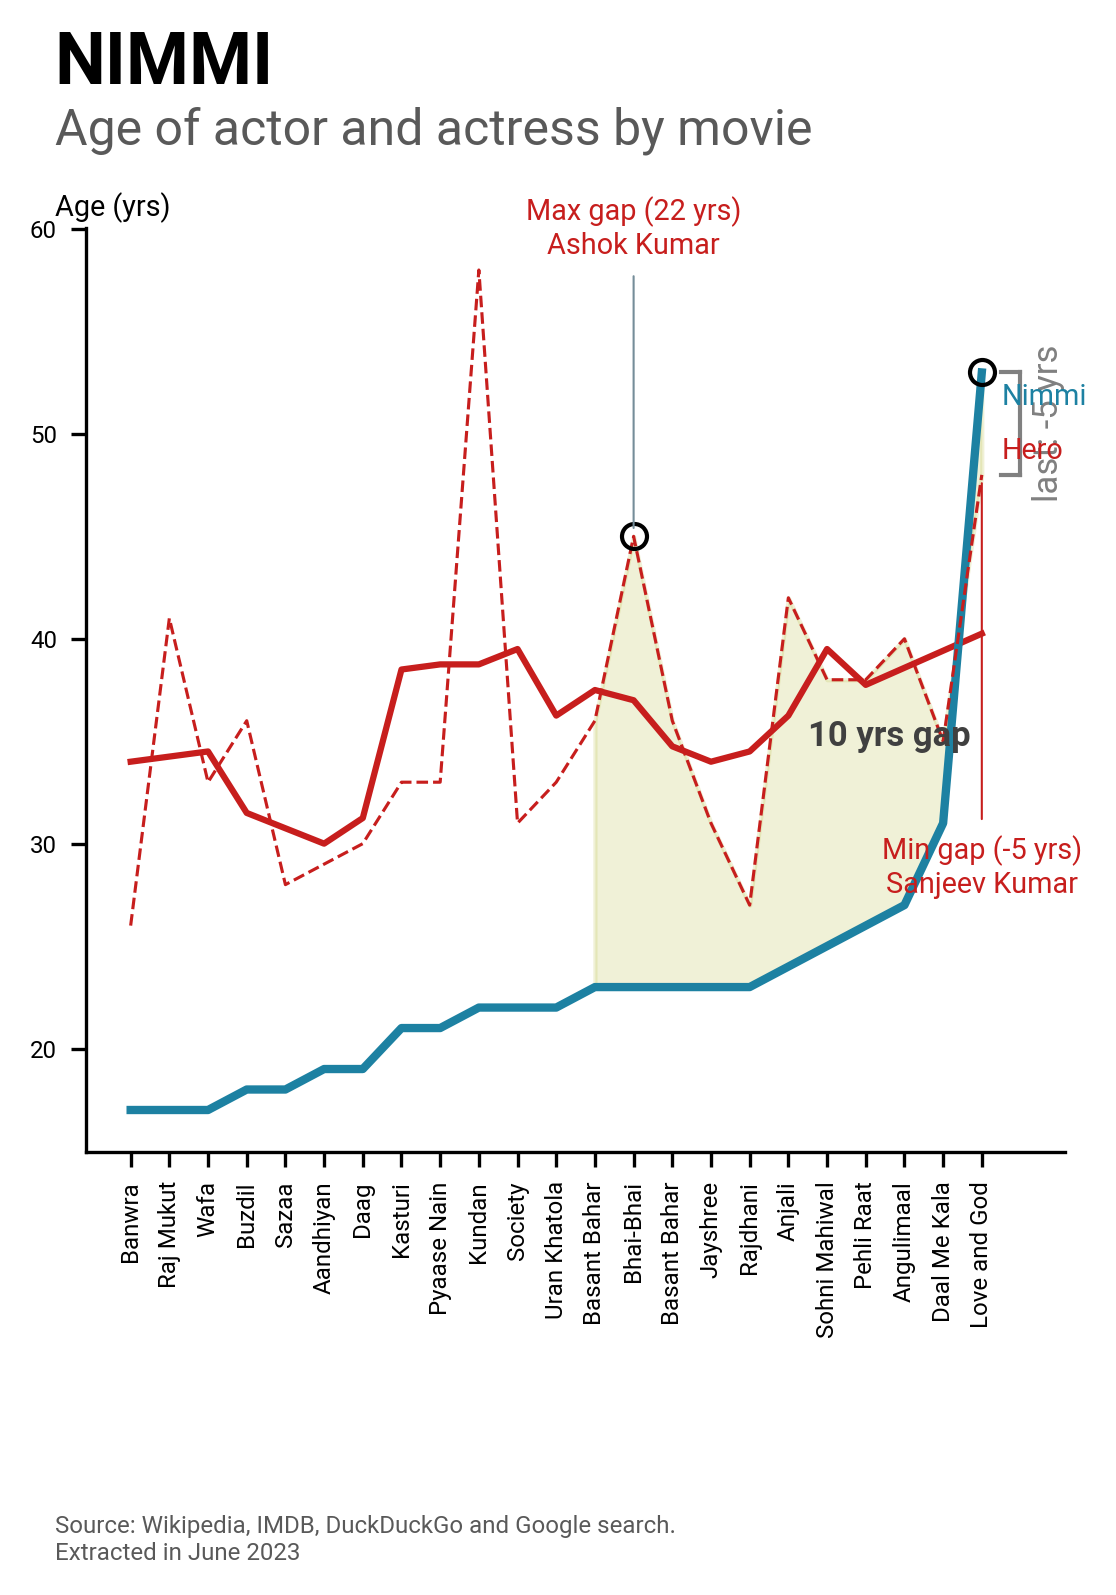 NIMMI
Age of actor and actress by movie
Age (yrs)
Max gap (22 yrs)
Ashok Kumar
60
50
40
30
20
last: -5 yrs
Nimmi
Hero
10 yrs gap
Min gap (-5 yrs)
Sanjeev Kumar
Banwra
Raj Mukut
Wafa
Buzdil
Sazaa
Aandhiyan
Daag
Kasturi
Pyaase Nain
Kundan
Society
Uran Khatola
Basant Bahar
Bhai-Bhai
Basant Bahar
Jayshree
Rajdhani
Anjali
Sohni Mahiwal
Pehli Raat
Angulimaal
Daal Me Kala
Love and God
Source: Wikipedia, IMDB, DuckDuckGo and Google search.
Extracted in June 2023